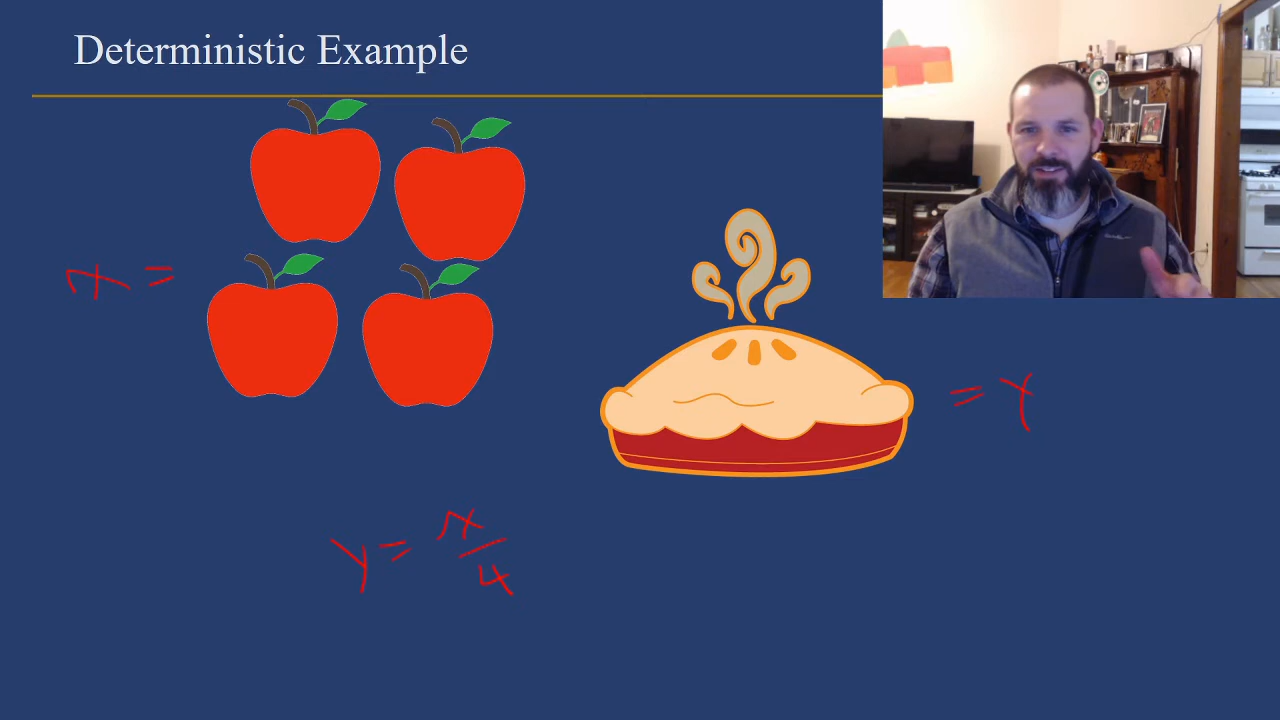 Deterministic Example
x =
= Y
y = x/4